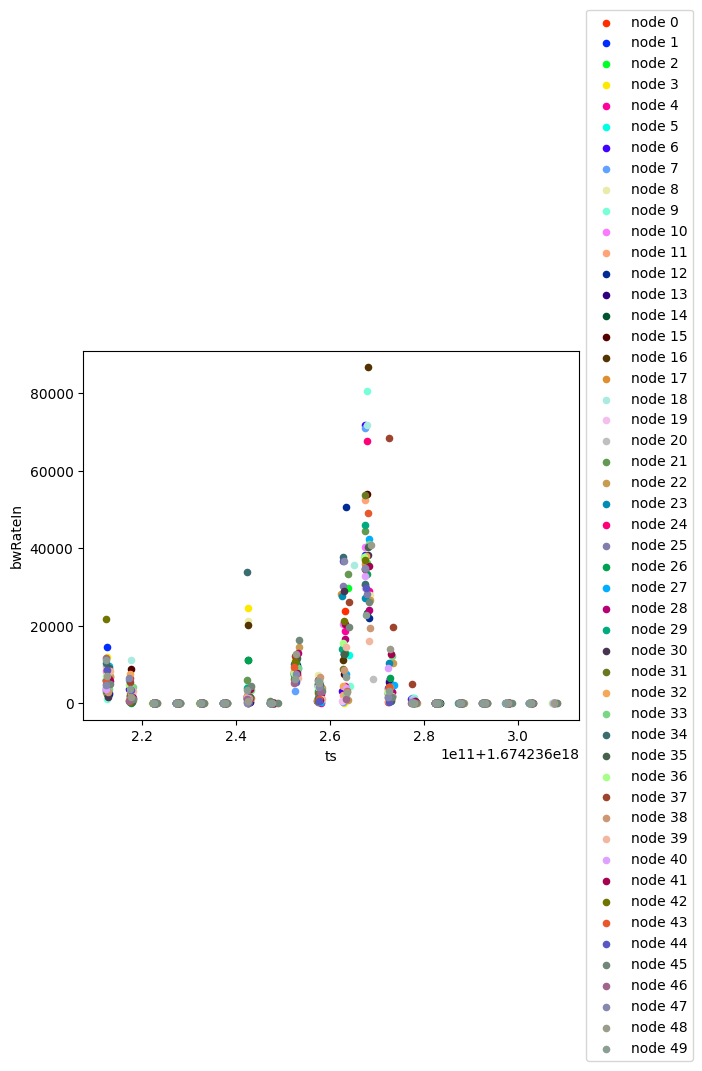 80000
60000
40000
20000
0
bwRateIn
2.2
2.4
2.6
2.8
3.0
ts
1e11+1.674236e18
node 0
node 1
node 2
node 3
node 4
node 5
node 6
node 7
node 8
node 9
node 10
node 11
node 12
node 13
node 14
node 15
node 16
node 17
node 18
node 19
node 20
node 21
node 22
node 23
node 24
node 25
node 26
node 27
node 28
node 29
node 30
node 31
node 32
node 33
node 34
node 35
node 36
node 37
node 38
node 39
node 40
node 41
node 42
node 43
node 44
node 45
node 46
node 47
node 48
node 49